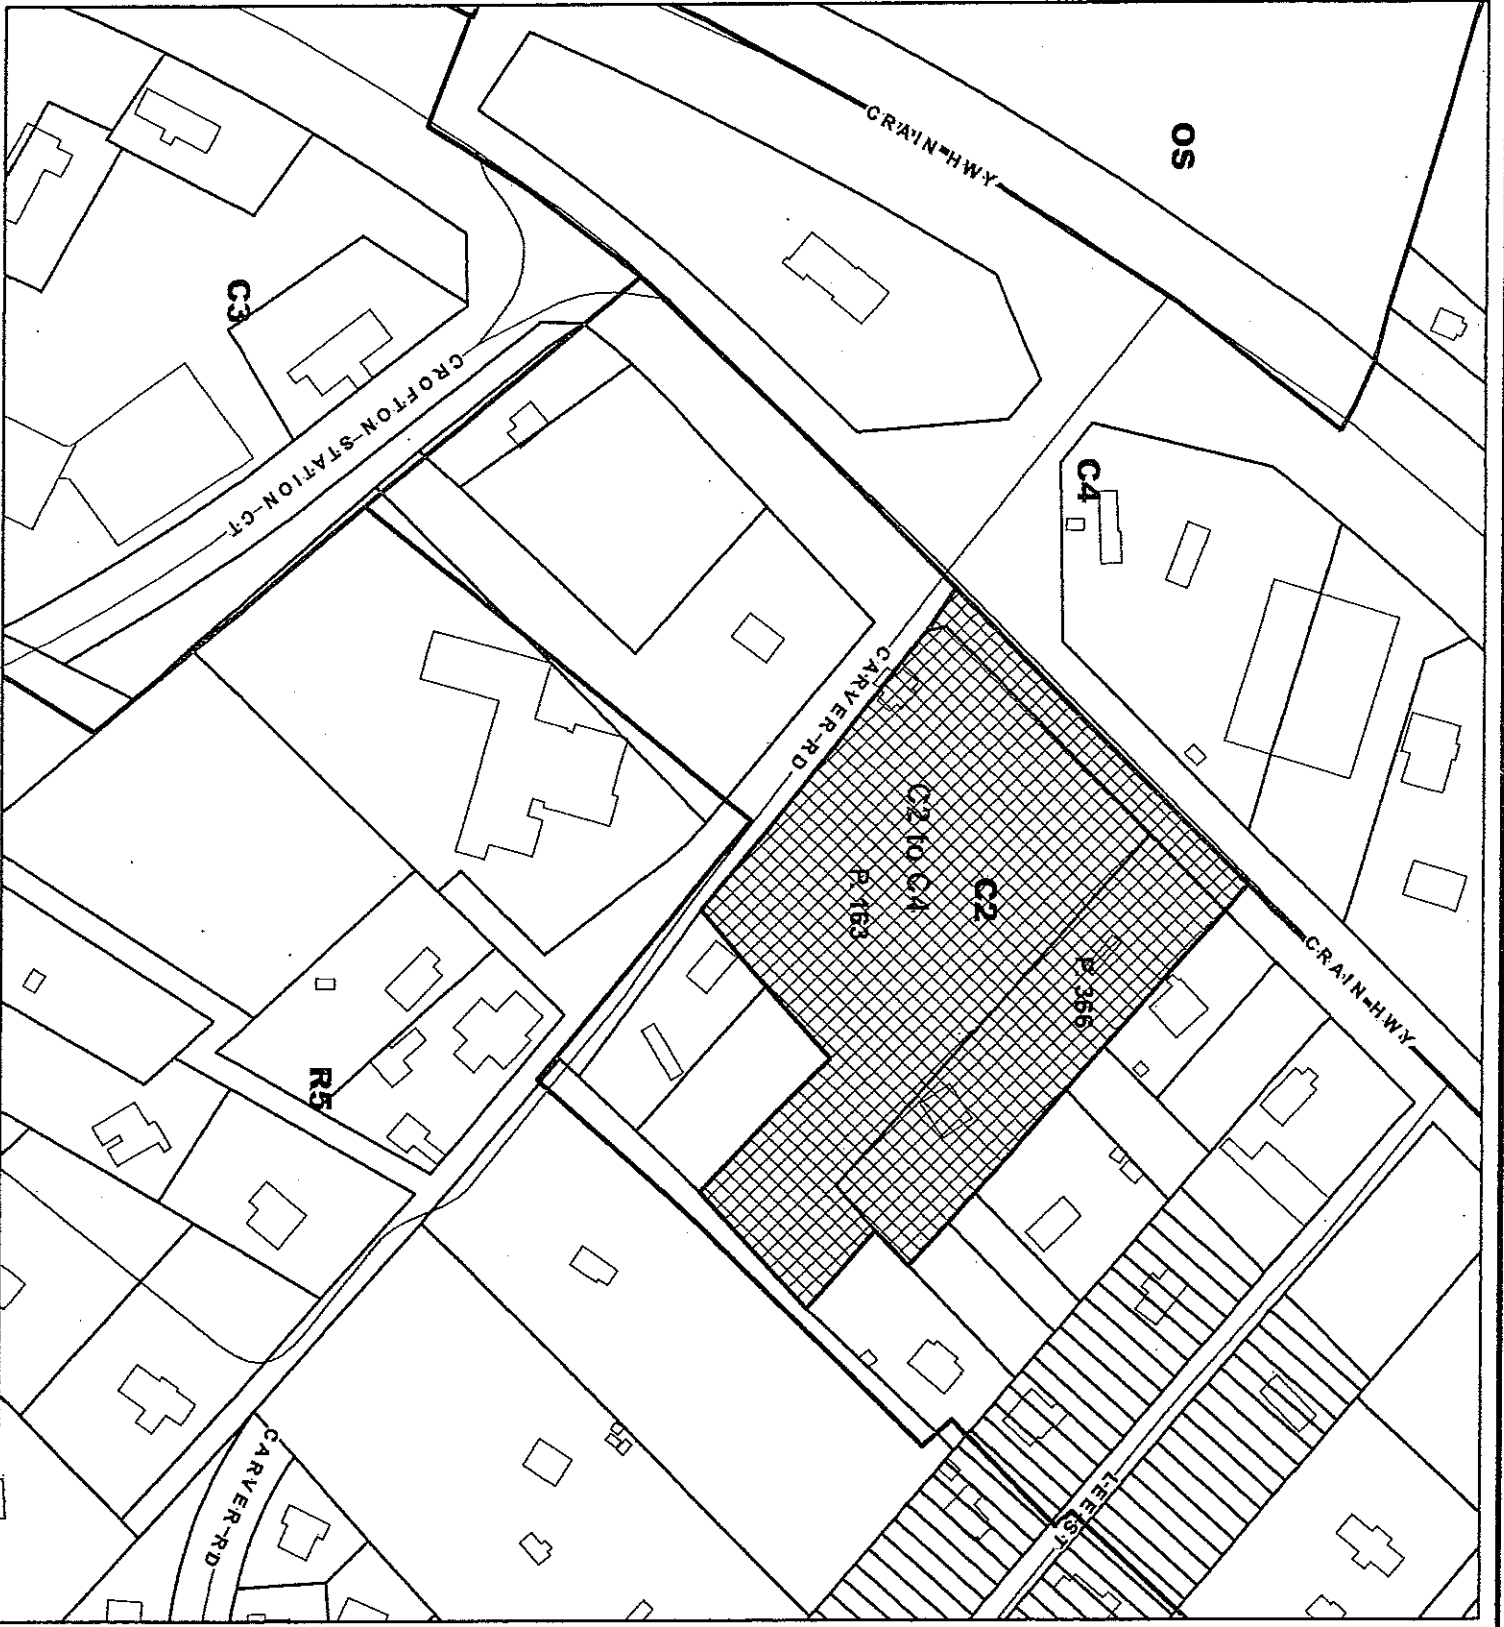 OS
CRAIN-HWY
C3
CROFTON-STATION-CT
C4
CARVER-RD
C2 to C4
C2
P. 163
P. 366
CRAIN-HWY
R5
LEE-ST
CARVER-RD